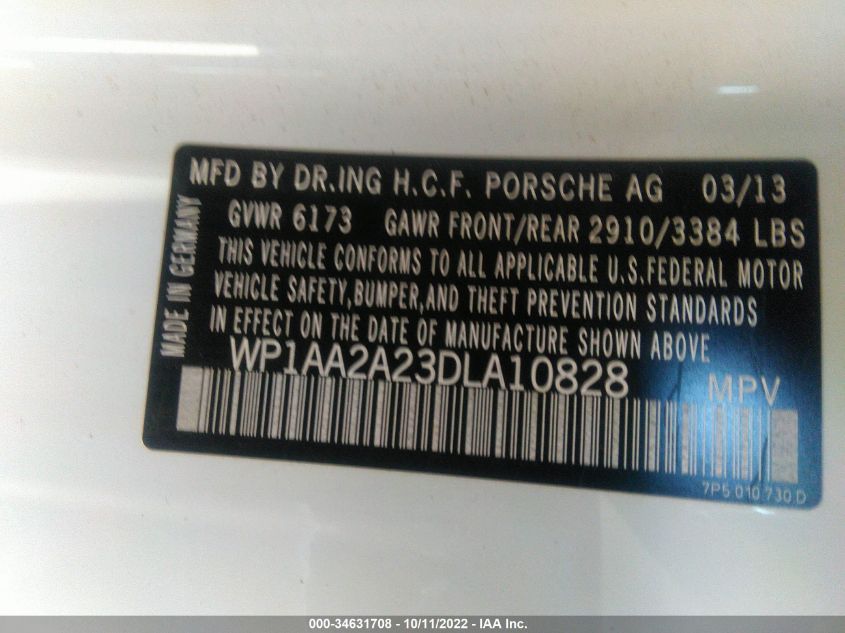 MFD BY DR.ING H.C.F. PORSCHE AG 03/13
GVWR 6173 GAWR FRONT/REAR 2910/3384 LBS
THIS VEHICLE CONFORMS TO ALL APPLICABLE U.S.FEDERAL MOTOR
VEHICLE SAFETY,BUMPER,AND THEFT PREVENTION STANDARDS
IN EFFECT ON THE DATE OF MANUFACTURE SHOWN ABOVE
WP1AA2A23DLA10828 MPV
MADE IN GERMANY
7P5 010 730 D
000-34631708 - 10/11/2022 - IAA Inc.